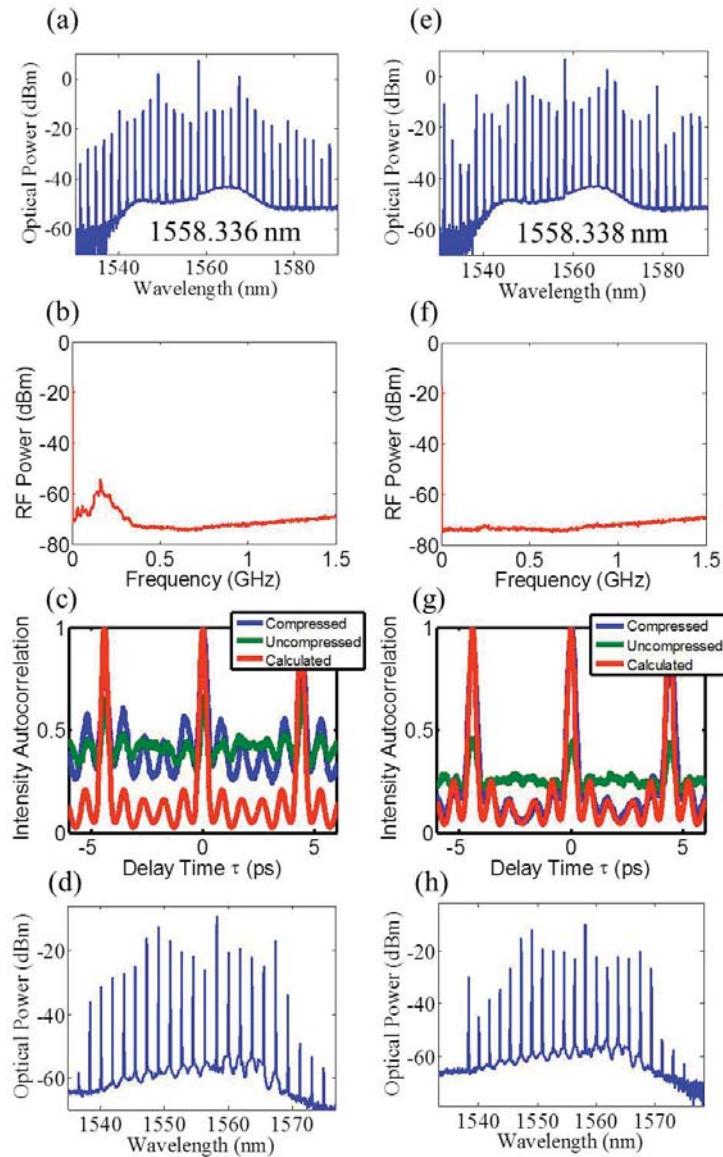 (a)
(e)
Optical Power (dBm)
0
-20
-40
-60
1558.336 nm
1540
1560
1580
Wavelength (nm)
Optical Power (dBm)
0
-20
-40
-60
1558.338 nm
1540
1560
1580
Wavelength (nm)
(b)
(f)
RF Power (dBm)
0
-20
-40
-60
-80
0
0.5
1
1.5
Frequency (GHz)
RF Power (dBm)
0
-20
-40
-60
-80
0
0.5
1
1.5
Frequency (GHz)
(c)
(g)
Intensity Autocorrelation
1
0.5
0
Compressed
Uncompressed
Calculated
-5
0
5
Delay Time τ (ps)
Intensity Autocorrelation
1
0.5
0
Compressed
Uncompressed
Calculated
-5
0
5
Delay Time τ (ps)
(d)
(h)
Optical Power (dBm)
-20
-40
-60
1540
1550
1560
1570
Wavelength (nm)
Optical Power (dBm)
-20
-40
-60
1540
1550
1560
1570
Wavelength (nm)